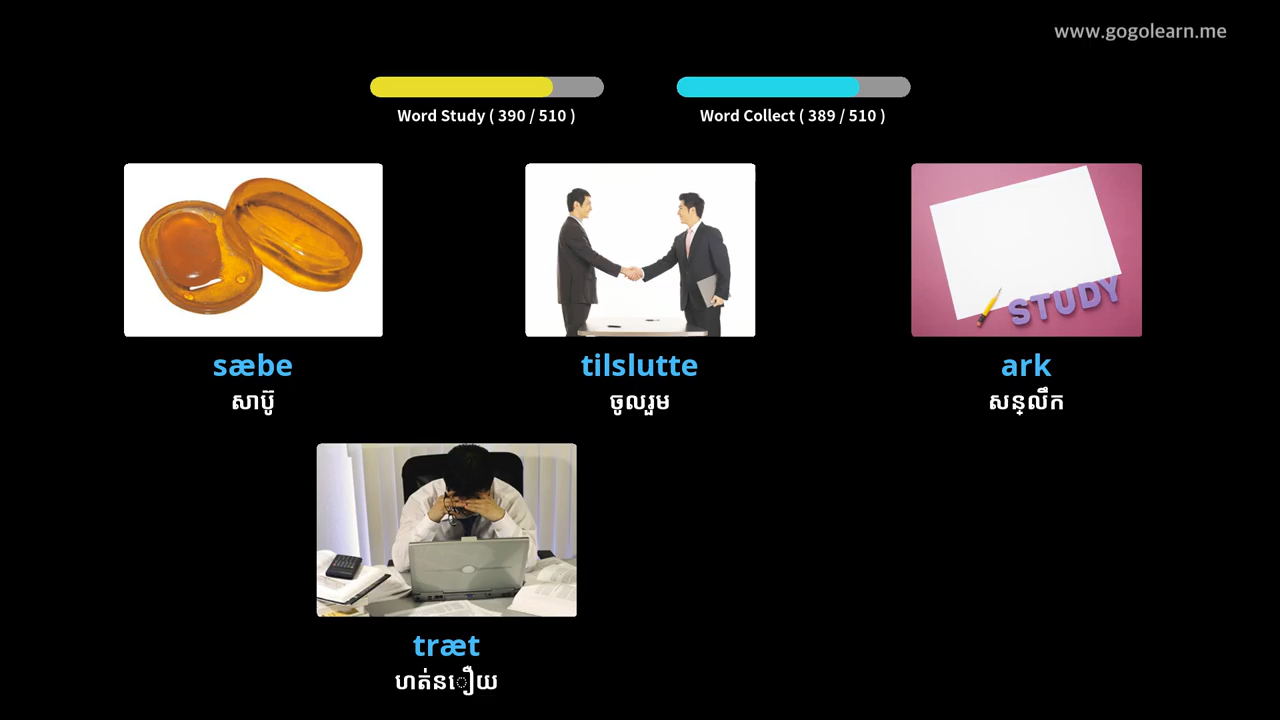 www.gogolearn.me
Word Study ( 390 / 510 )
Word Collect ( 389 / 510 )
STUDY
sæbe
tilslutte
ark
សាប៊ូ
ចូលរួម
សន្លឹក
træt
ហត់នឿយ